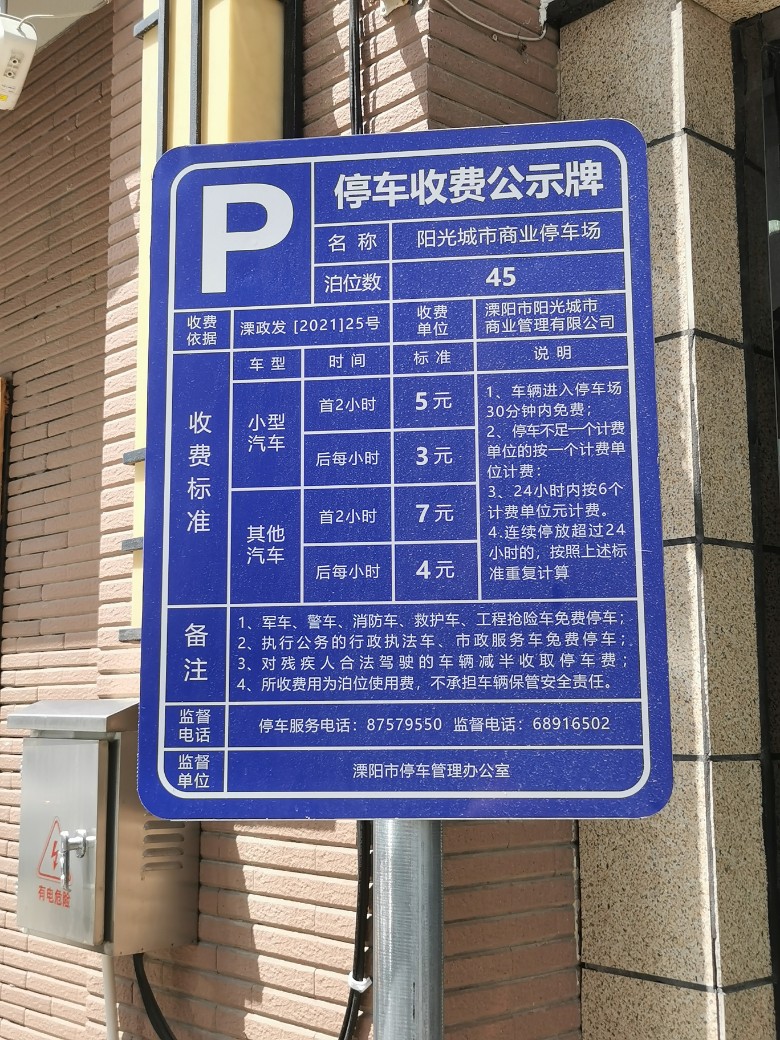 P
停车收费公示牌
名 称
阳光城市商业停车场
泊位数
45
收费
依据
溧政发 [2021]25号
收费
单位
溧阳市阳光城市
商业管理有限公司
收费标准
车 型
时 间
标 准
说 明
小型
汽车
首2小时
5元
后每小时
3元
其他
汽车
首2小时
7元
后每小时
4元
1、车辆进入停车场
30分钟内免费；
2、停车不足一个计费
单位的按一个计费单
位计费：
3、24小时内按6个
计费单位元计费。
4.连续停放超过24
小时的，按照上述标
准重复计算
备注
1、军车、警车、消防车、救护车、工程抢险车免费停车；
2、执行公务的行政执法车、市政服务车免费停车；
3、对残疾人合法驾驶的车辆减半收取停车费；
4、所收费用为泊位使用费，不承担车辆保管安全责任。
监督
电话
停车服务电话：87579550 监督电话：68916502
监督
单位
溧阳市停车管理办公室
有电危险